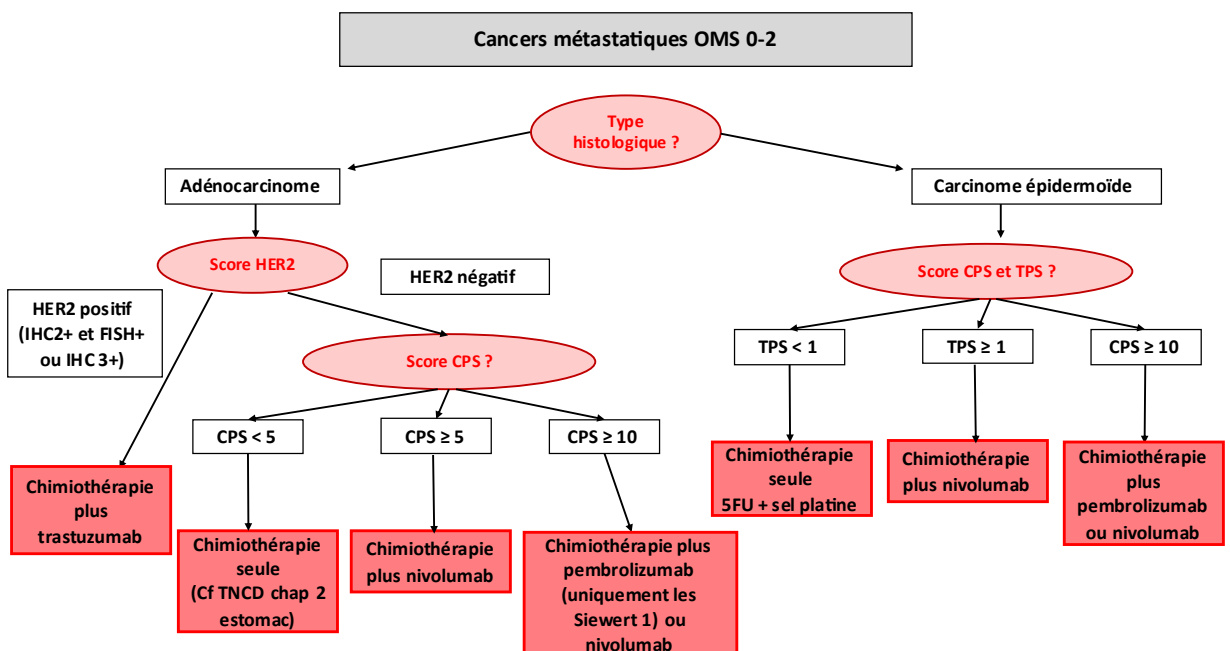 Cancers métastatiques OMS 0-2
Type
histologique ?
Adénocarcinome
Carcinome épidermoïde
Score HER2
HER2 négatif
Score CPS et TPS ?
HER2 positif
(IHC2+ et FISH+
ou IHC 3+)
Score CPS ?
TPS < 1
TPS ≥ 1
CPS ≥ 10
CPS < 5
CPS ≥ 5
CPS ≥ 10
Chimiothérapie
plus
trastuzumab
Chimiothérapie
seule
(Cf TNCD chap 2
estomac)
Chimiothérapie
plus nivolumab
Chimiothérapie plus
pembrolizumab
(uniquement les
Siewert 1) ou
nivolumab
Chimiothérapie
seule
5FU + sel platine
Chimiothérapie
plus nivolumab
Chimiothérapie
plus
pembrolizumab
ou nivolumab